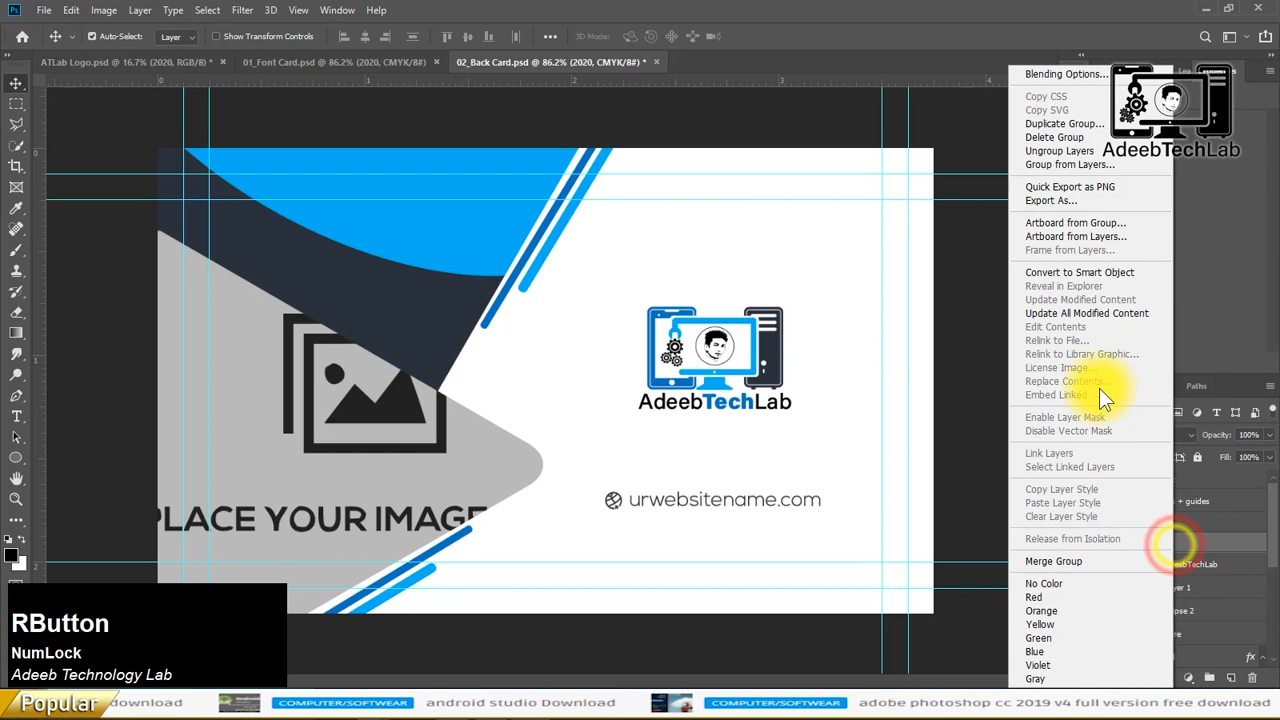 File Edit Image Layer Type Select Filter 3D View Window Help
Auto-Select: Layer Show Transform Controls 3D Mode:
ATLab Logo.psd @ 16.7% (2020, RGB/8) * × 01_Font Card.psd @ 86.2% (2020, CMYK/8#) × 02_Back Card.psd @ 86.2% (2020, CMYK/8#) * ×
0 1 2 3 4
Blending Options...
Copy CSS
Copy SVG
Duplicate Group...
Delete Group
Ungroup Layers
Group from Layers...
Quick Export as PNG
Export As...
Artboard from Group...
Artboard from Layers...
Frame from Layers...
Convert to Smart Object
Reveal in Explorer
Update Modified Content
Update All Modified Content
Edit Contents
Relink to File...
Relink to Library Graphic...
License Image...
Replace Contents...
Embed Linked
Enable Layer Mask
Disable Vector Mask
Link Layers
Select Linked Layers
Copy Layer Style
Paste Layer Style
Clear Layer Style
Release from Isolation
Merge Group
No Color
Red
Orange
Yellow
Green
Blue
Violet
Gray
AdeebTechLab
Paths
Opacity: 100%
Fill: 100%
+ guides
fx
AdeebTechLab
urwebsitename.com
PLACE YOUR IMAGE
RButton
NumLock
Adeeb Technology Lab
Popular
download COMPUTER/SOFTWEAR android studio Download COMPUTER/SOFTWEAR adobe photoshop cc 2019 v4 full version free download